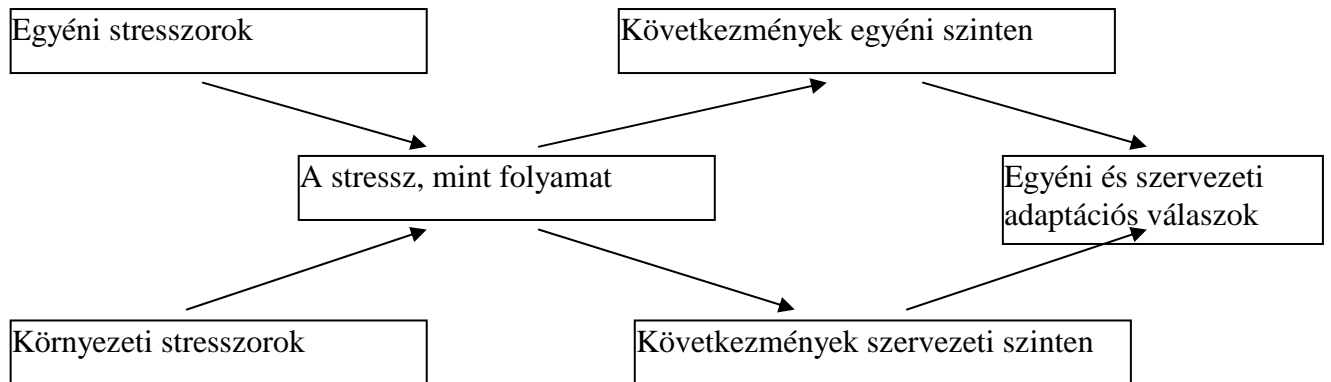 Egyéni stresszorok
Következmények egyéni szinten
A stressz, mint folyamat
Egyéni és szervezeti
adaptációs válaszok
Környezeti stresszorok
Következmények szervezeti szinten